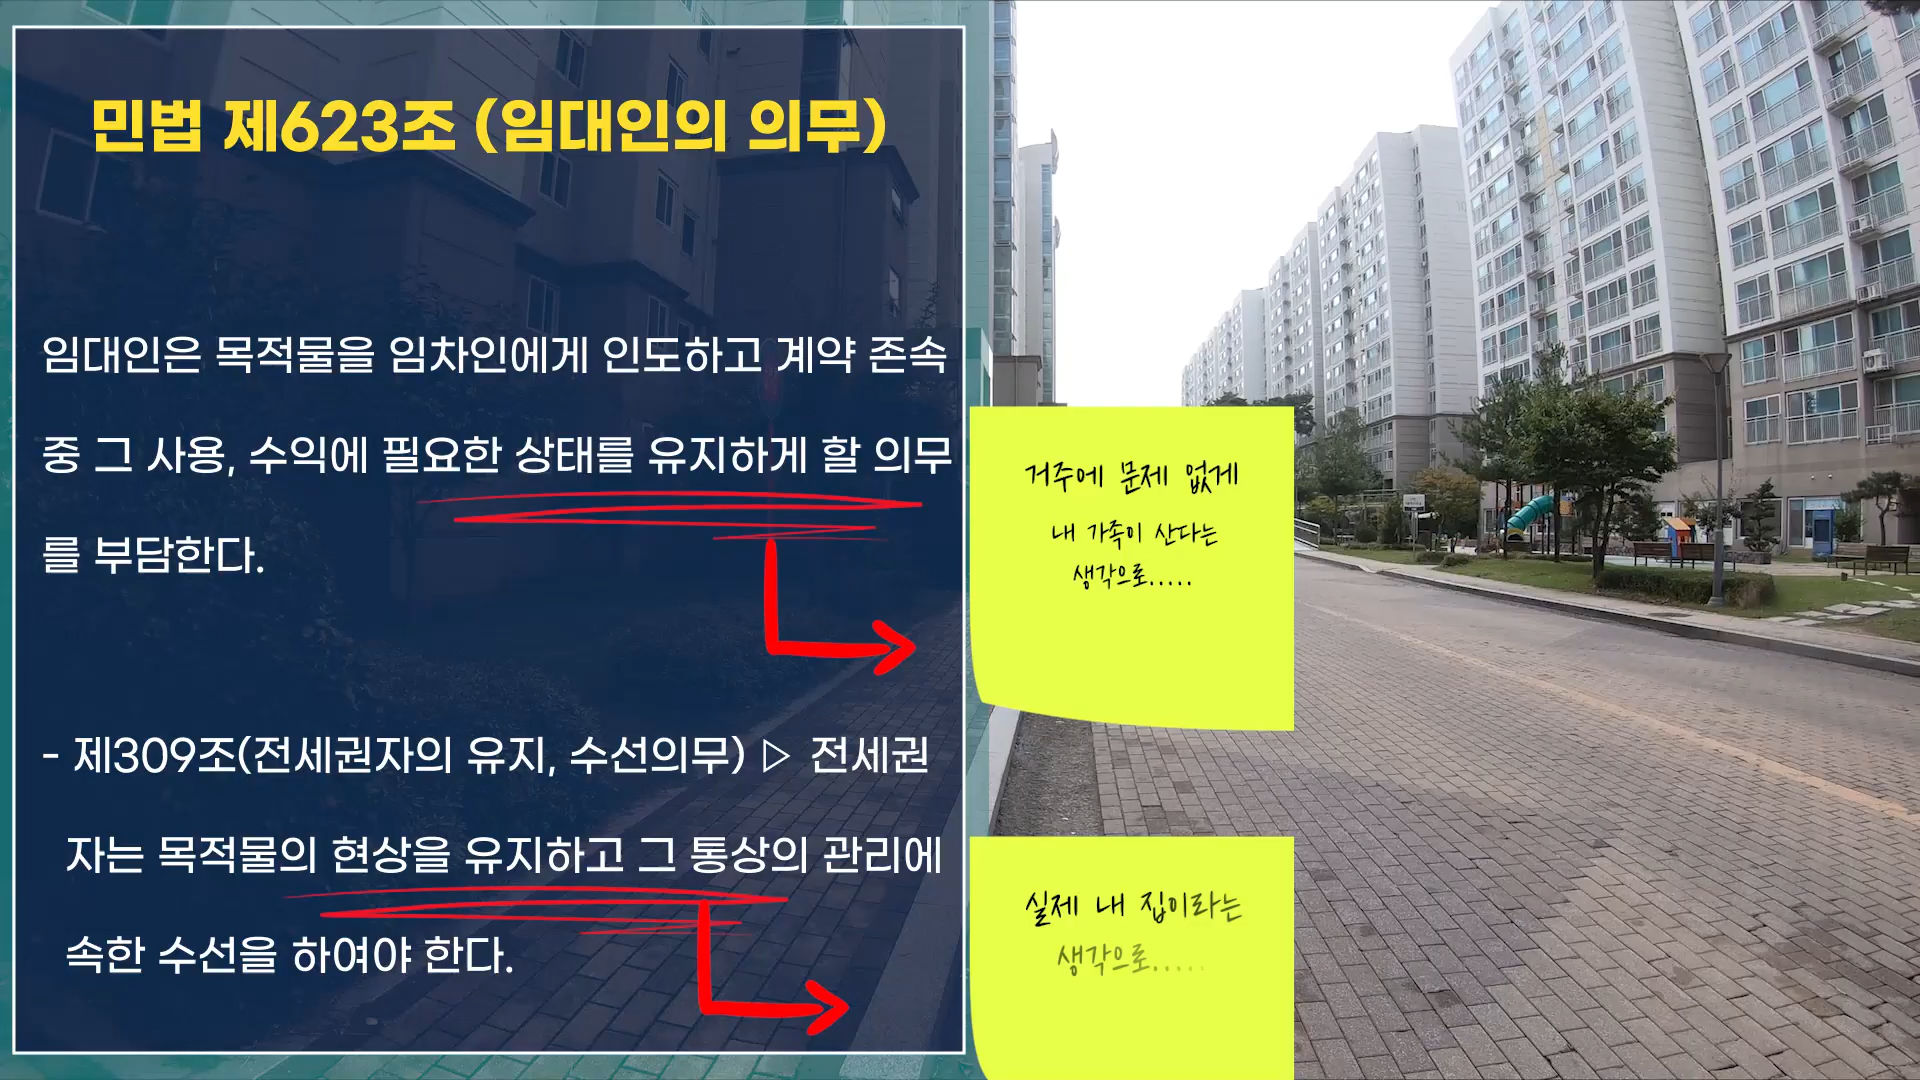 민법 제623조 (임대인의 의무)
임대인은 목적물을 임차인에게 인도하고 계약 존속
중 그 사용, 수익에 필요한 상태를 유지하게 할 의무
를 부담한다.
거주에 문제 없게
내 가족이 산다는
생각으로.....
- 제309조(전세권자의 유지, 수선의무) ▷ 전세권
자는 목적물의 현상을 유지하고 그 통상의 관리에
속한 수선을 하여야 한다.
실제 내 집이라는
생각으로.....